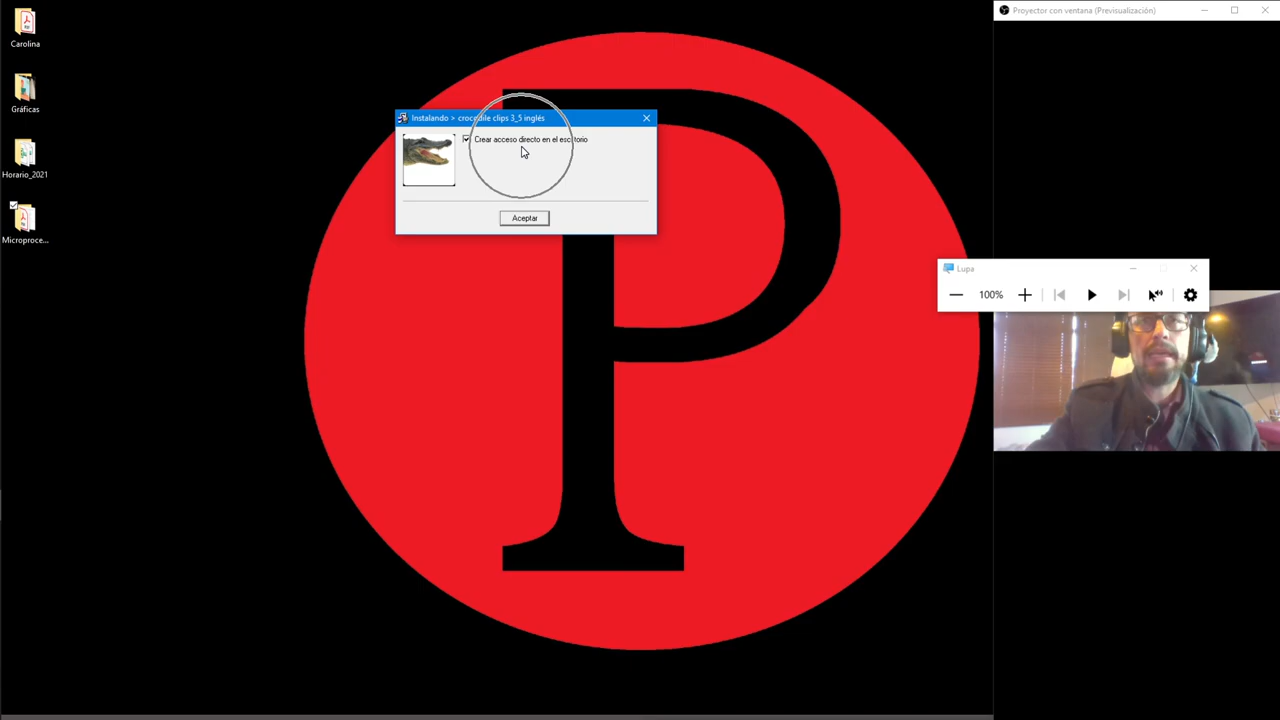 Carolina
Gráficas
Horario_2021
Microproce...
Instalando > crocodile clips 3_5 inglés
Crear acceso directo en el escritorio
Aceptar
P
Proyector con ventana (Previsualización)
Lupa
100%